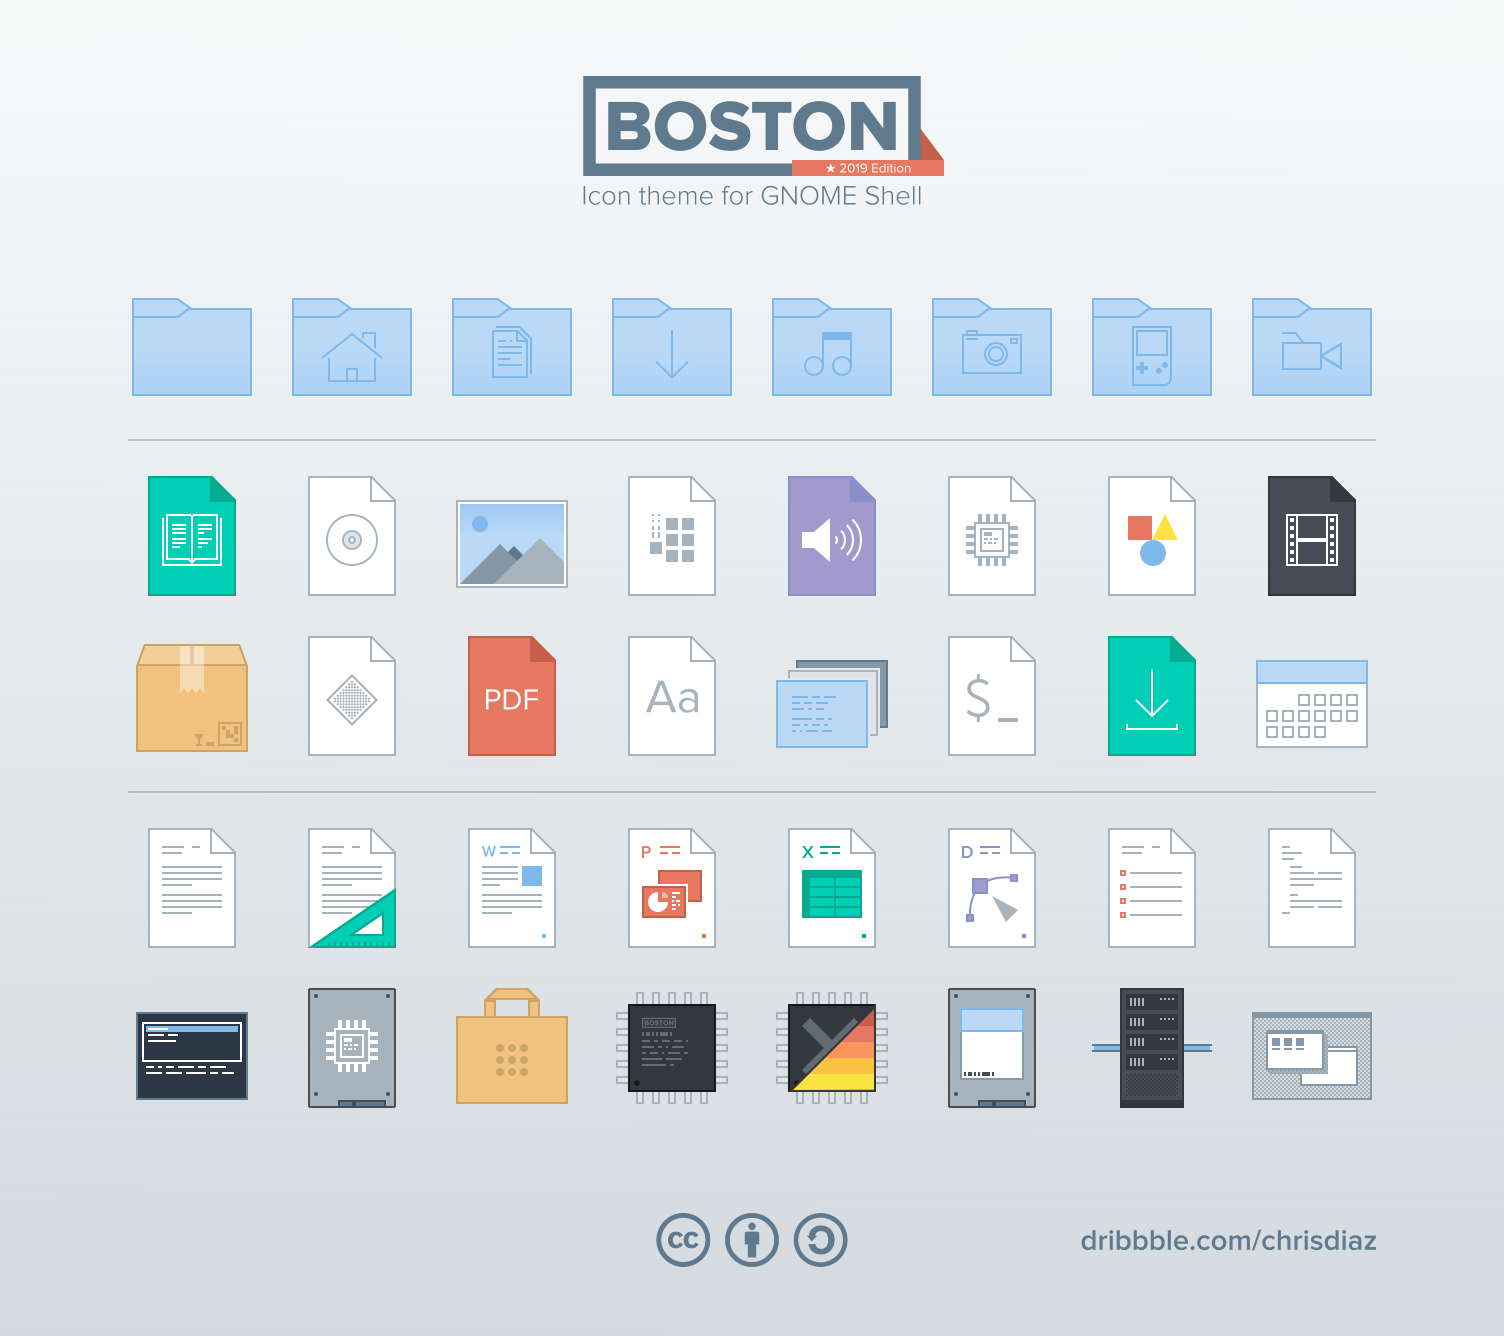 BOSTON
★ 2019 Edition
Icon theme for GNOME Shell
PDF
Aa
$_
W
P
X
D
BOSTON
cc
dribbble.com/chrisdiaz